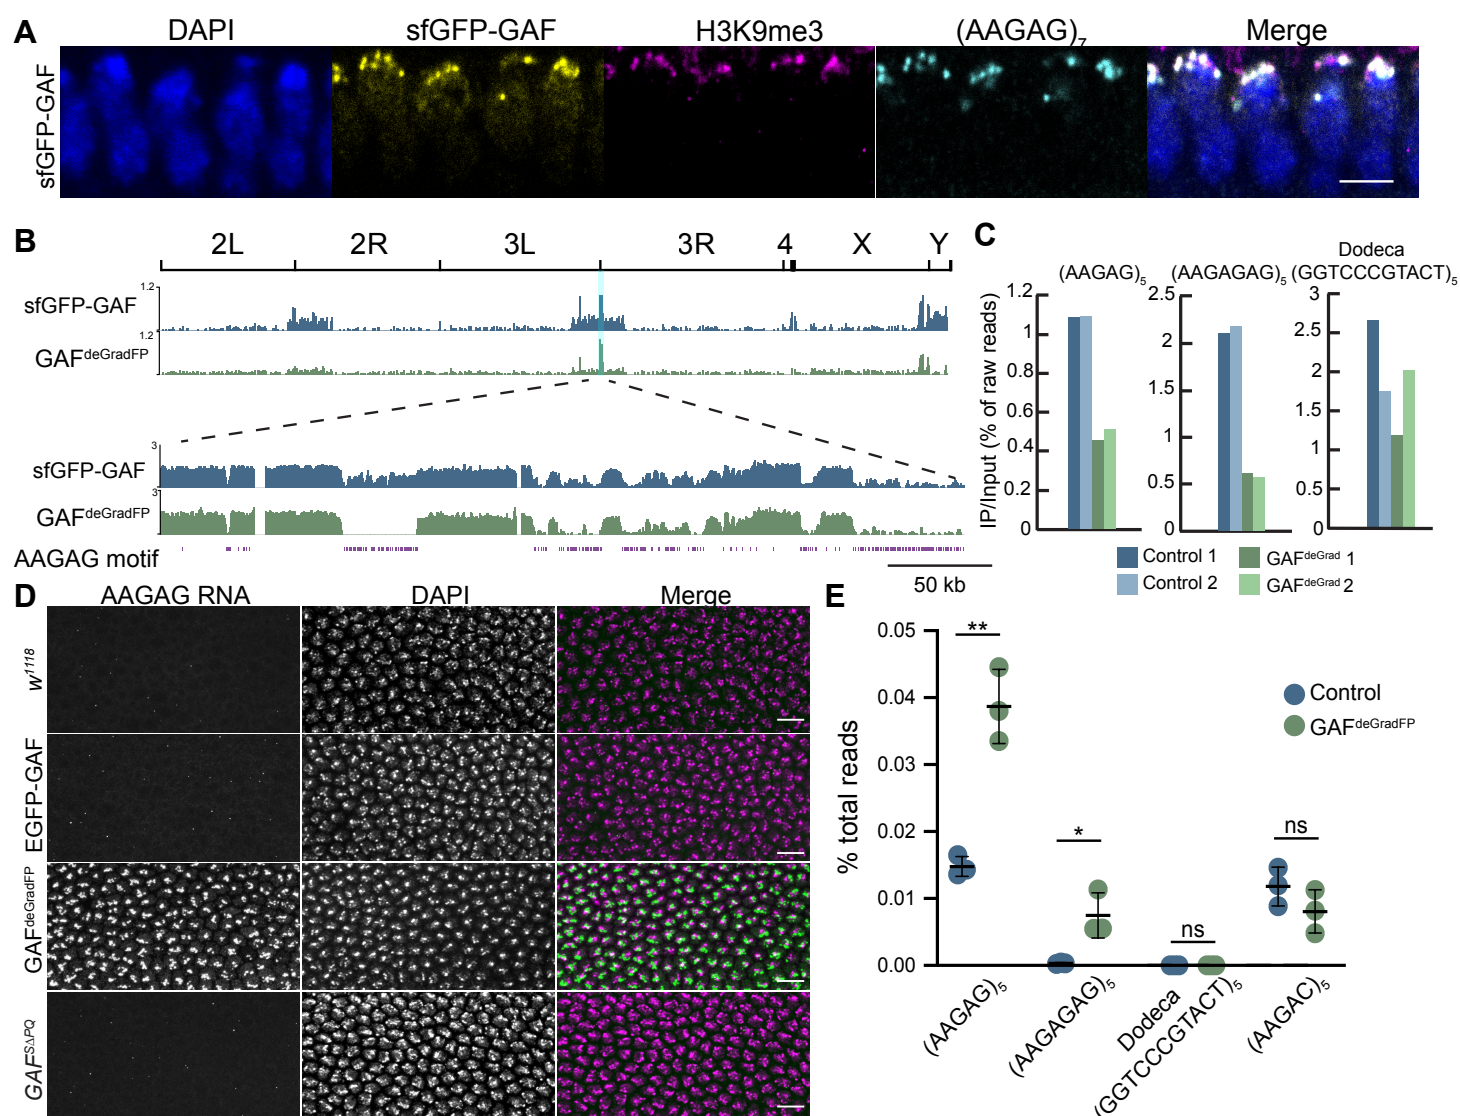 A
DAPI
sfGFP-GAF
H3K9me3
(AAGAG)7
Merge
sfGFP-GAF
B
2L
2R
3L
3R
4
X
Y
sfGFP-GAF
1.2
GAFdeGradFP
1.2
sfGFP-GAF
3
GAFdeGradFP
3
AAGAG motif
50 kb
C
(AAGAG)5
(AAGAGAG)5
Dodeca
(GGTCCCGTACT)5
IP/Input (% of raw reads)
1.2
1
0.8
0.6
0.4
0.2
0
2.5
2
1.5
1
0.5
0
3
2.5
2
1.5
1
0.5
0
Control 1
Control 2
GAFdeGrad 1
GAFdeGrad 2
D
AAGAG RNA
DAPI
Merge
w1118
EGFP-GAF
GAFdeGradFP
GAFSΔPQ
E
% total reads
0.05
0.04
0.03
0.02
0.01
0.00
**
*
ns
ns
Control
GAFdeGradFP
(AAGAG)5
(AAGAGAG)5
Dodeca
(GGTCCCGTACT)5
(AAGAC)5